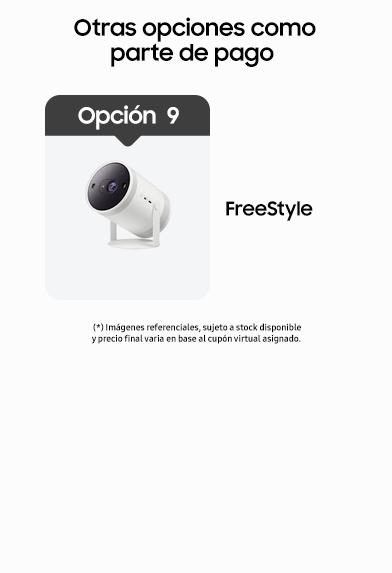 Otras opciones como
parte de pago
Opción 9
FreeStyle
(*) Imágenes referenciales, sujeto a stock disponible
y precio final varia en base al cupón virtual asignado.